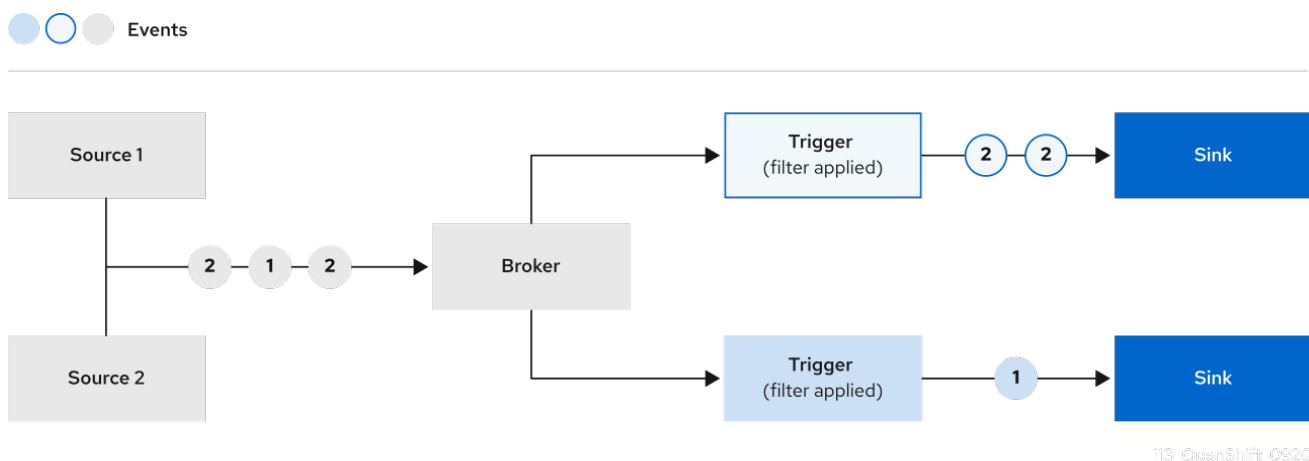 Events
Source 1
Trigger
(filter applied)
2
2
Sink
2
1
2
Broker
Source 2
Trigger
(filter applied)
1
Sink
113_OpenShift_0920